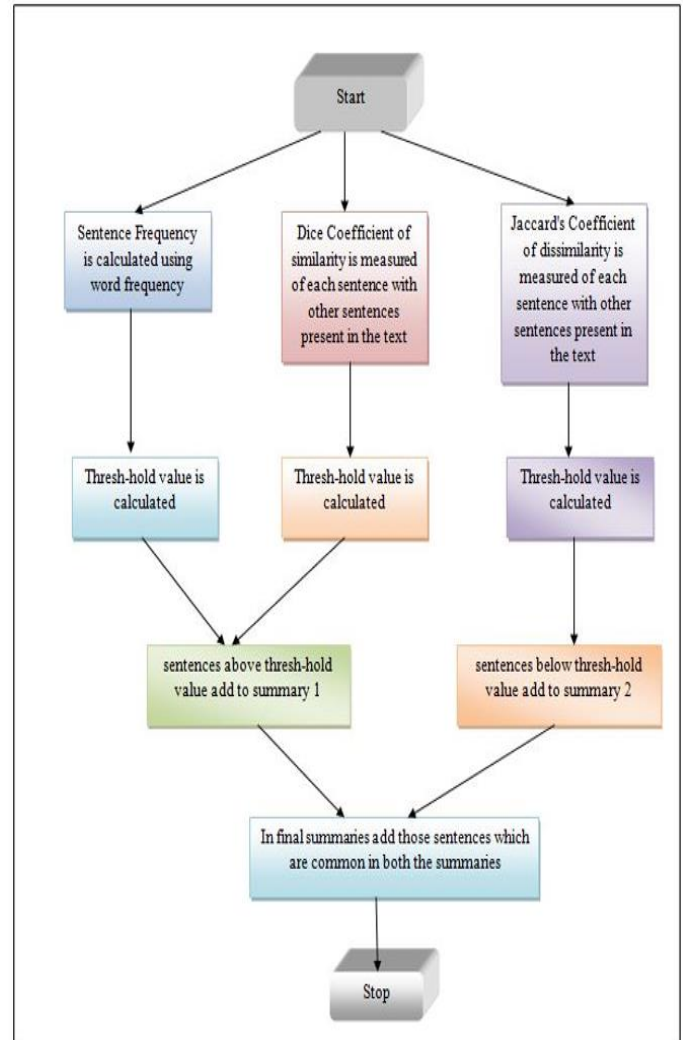 Start
Sentence Frequency
is calculated using
word frequency
Dice Coefficient of
similarity is measured
of each sentence with
other sentences
present in the text
Jaccard's Coefficient
of dissimilarity is
measured of each
sentence with other
sentences present in
the text
Thresh-hold value is
calculated
Thresh-hold value is
calculated
Thresh-hold value is
calculated
sentences above thresh-hold
value add to summary 1
sentences below thresh-hold
value add to summary 2
In final summaries add those sentences which
are common in both the summaries
Stop